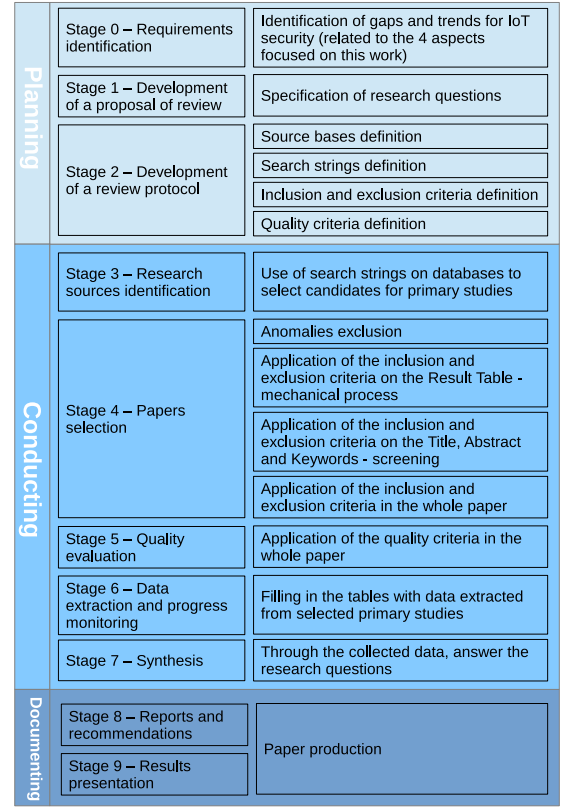 Planning
Stage 0 – Requirements
identification
Identification of gaps and trends for IoT
security (related to the 4 aspects
focused on this work)
Stage 1 – Development
of a proposal of review
Specification of research questions
Stage 2 – Development
of a review protocol
Source bases definition
Search strings definition
Inclusion and exclusion criteria definition
Quality criteria definition
Conducting
Stage 3 – Research
sources identification
Use of search strings on databases to
select candidates for primary studies
Stage 4 – Papers
selection
Anomalies exclusion
Application of the inclusion and
exclusion criteria on the Result Table -
mechanical process
Application of the inclusion and
exclusion criteria on the Title, Abstract
and Keywords - screening
Application of the inclusion and
exclusion criteria in the whole paper
Stage 5 – Quality
evaluation
Application of the quality criteria in the
whole paper
Stage 6 – Data
extraction and progress
monitoring
Filling in the tables with data extracted
from selected primary studies
Stage 7 – Synthesis
Through the collected data, answer the
research questions
Documenting
Stage 8 – Reports and
recommendations
Stage 9 – Results
presentation
Paper production